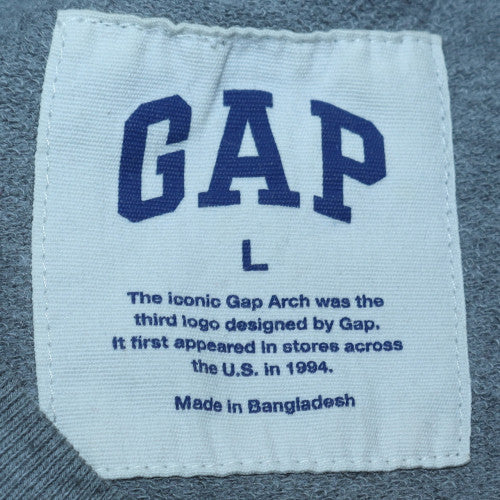 GAP
L
The iconic Gap Arch was the
third logo designed by Gap.
It first appeared in stores across
the U.S. in 1994.
Made in Bangladesh